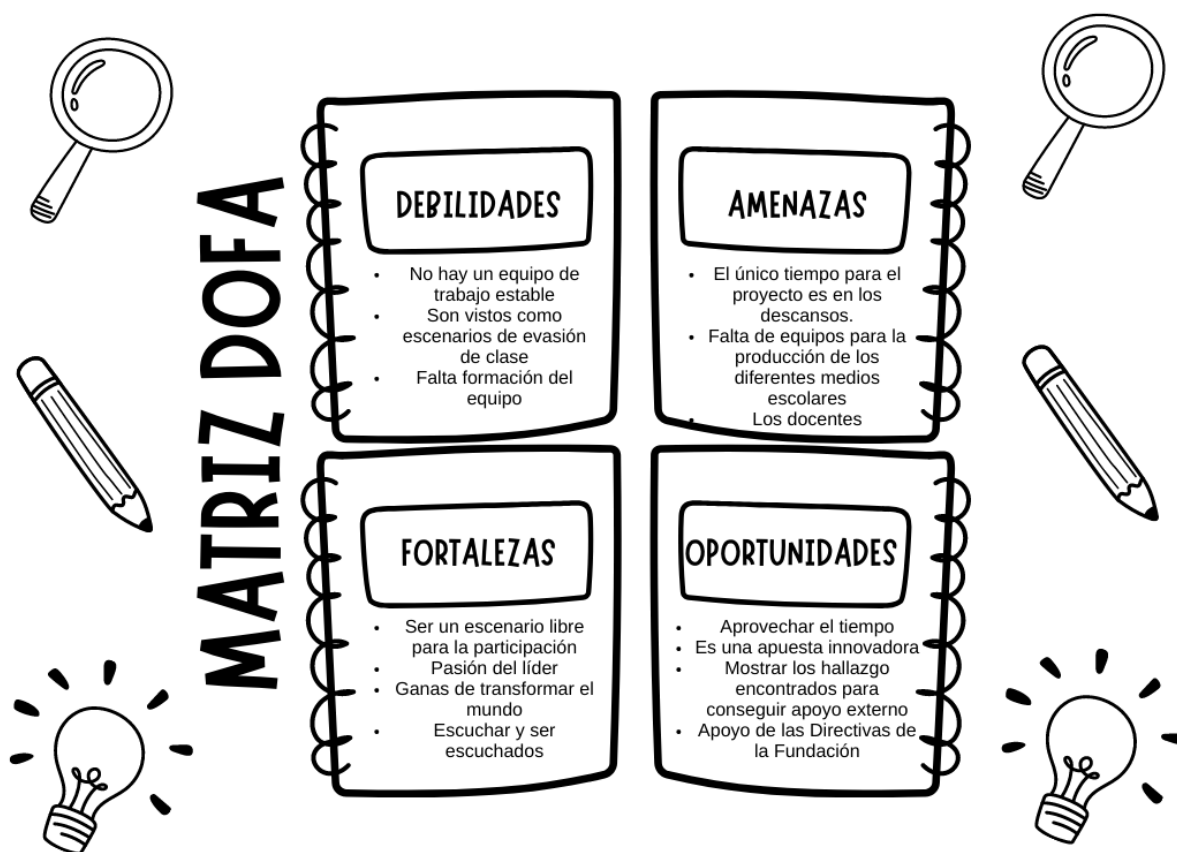 MATRIZ DOFA
DEBILIDADES
• No hay un equipo de
trabajo estable
• Son vistos como
escenarios de evasión
de clase
• Falta formación del
equipo
AMENAZAS
• El único tiempo para el
proyecto es en los
descansos.
• Falta de equipos para la
producción de los
diferentes medios
escolares
• Los docentes
FORTALEZAS
• Ser un escenario libre
para la participación
• Pasión del líder
• Ganas de transformar el
mundo
• Escuchar y ser
escuchados
OPORTUNIDADES
• Aprovechar el tiempo
• Es una apuesta innovadora
• Mostrar los hallazgo
encontrados para
conseguir apoyo externo
• Apoyo de las Directivas de
la Fundación